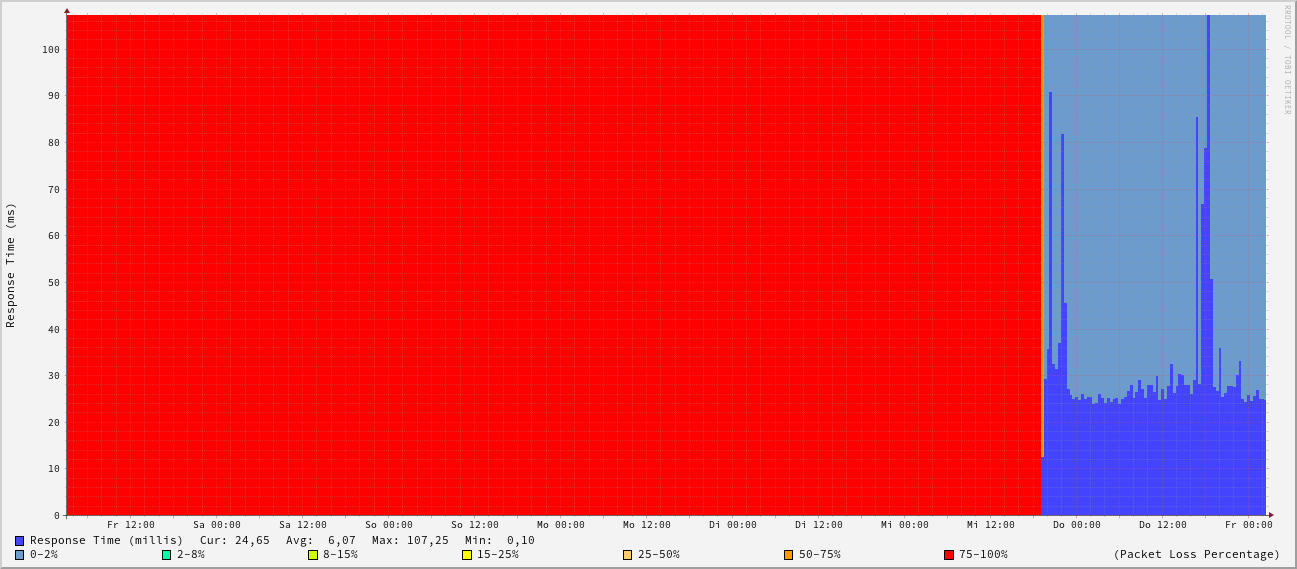 RRDTOOL / TOBI OETIKER
Response Time (ms)
100
90
80
70
60
50
40
30
20
10
0
Fr 12:00 Sa 00:00 Sa 12:00 So 00:00 So 12:00 Mo 00:00 Mo 12:00 Di 00:00 Di 12:00 Mi 00:00 Mi 12:00 Do 00:00 Do 12:00 Fr 00:00
Response Time (millis) Cur: 24,65 Avg: 6,07 Max: 107,25 Min: 0,10
0-2% 2-8% 8-15% 15-25% 25-50% 50-75% 75-100% (Packet Loss Percentage)